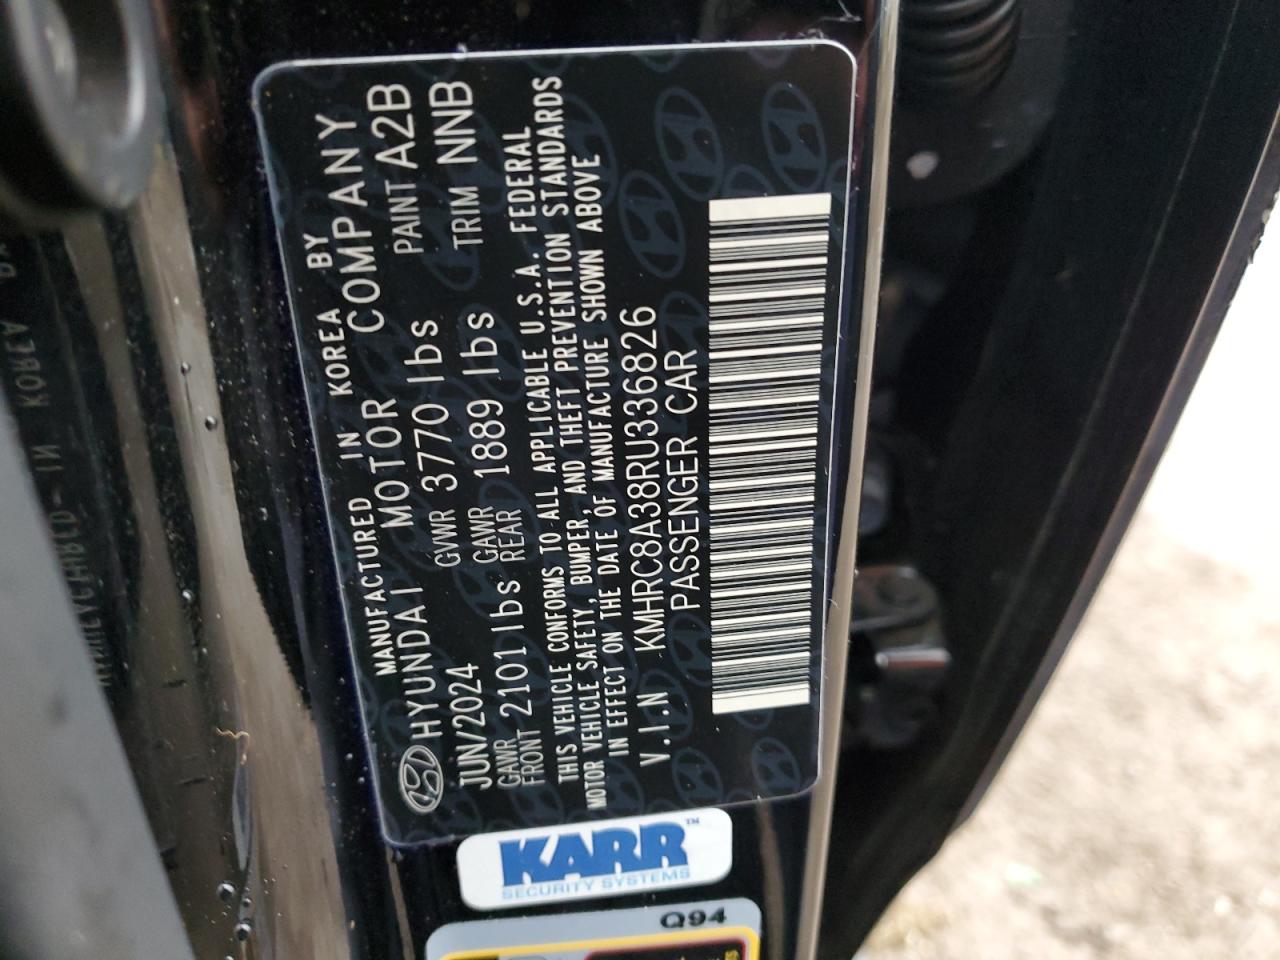 MANUFACTURED IN KOREA BY
HYUNDAI MOTOR COMPANY
JUN/2024 GVWR 3770 lbs PAINT A2B
GAWR FRONT 2101 lbs GAWR REAR 1889 lbs TRIM NNB
THIS VEHICLE CONFORMS TO ALL APPLICABLE U.S.A. FEDERAL
MOTOR VEHICLE SAFETY, BUMPER, AND THEFT PREVENTION STANDARDS
IN EFFECT ON THE DATE OF MANUFACTURE SHOWN ABOVE
V.I.N KMHRC8A38RU336826
PASSENGER CAR
KARR™
SECURITY SYSTEMS
Q94